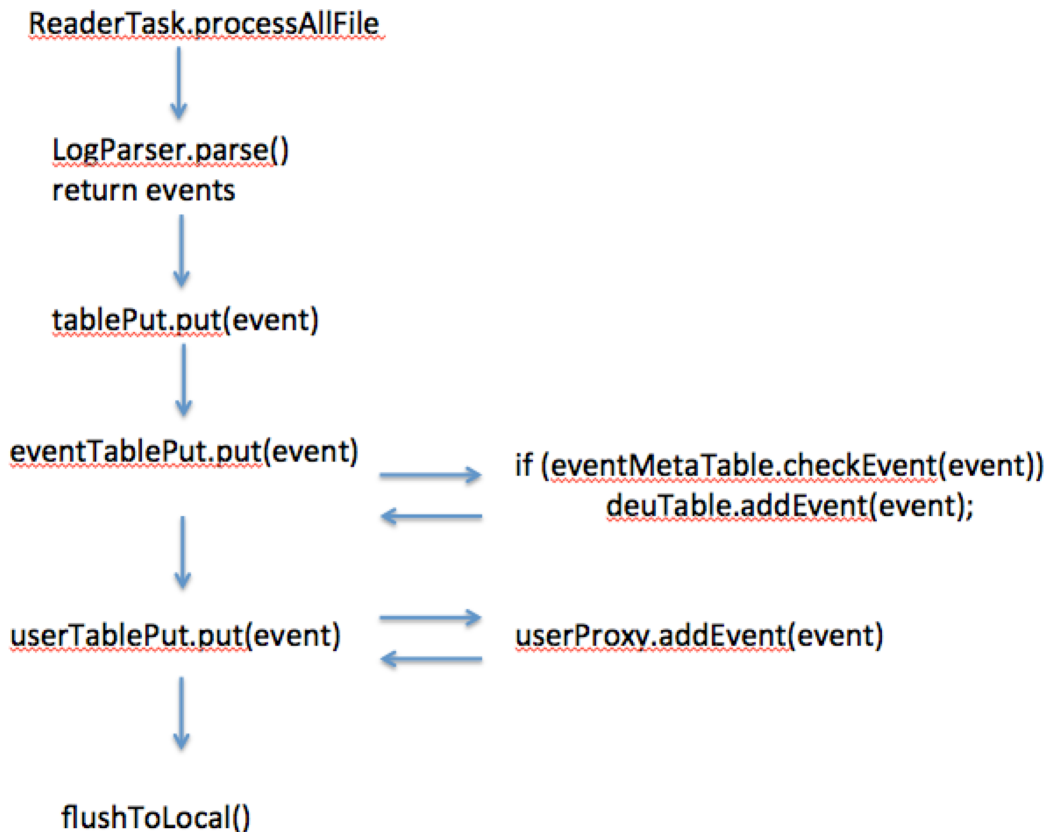 ReaderTask.processAllFile
LogParser.parse()
return events
tablePut.put(event)
eventTablePut.put(event)
if (eventMetaTable.checkEvent(event))
deuTable.addEvent(event);
userTablePut.put(event)
userProxy.addEvent(event)
flushToLocal()